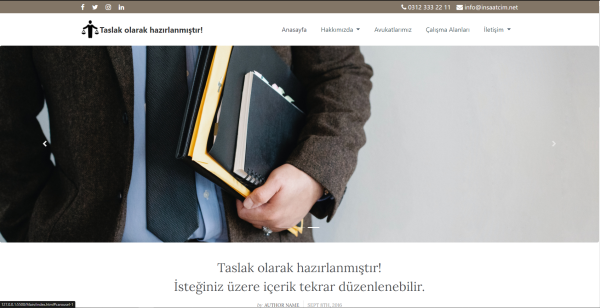 0312 333 22 11 info@insaatcim.net
Taslak olarak hazırlanmıştır!
Anasayfa Hakkımızda Avukatlarımız Çalışma Alanları İletişim
Taslak olarak hazırlanmıştır!
İsteğiniz üzere içerik tekrar düzenlenebilir.
by AUTHOR NAME